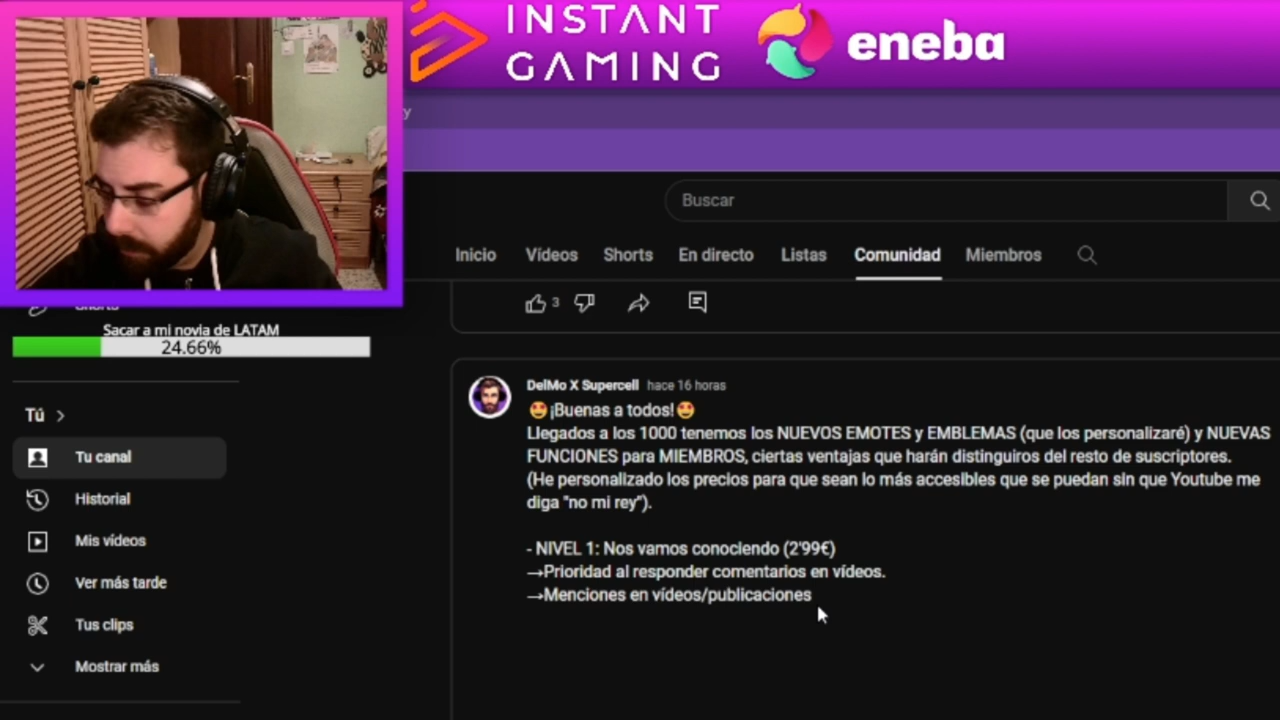 INSTANT
GAMING
eneba
y
Buscar
Inicio
Vídeos
Shorts
En directo
Listas
Comunidad
Miembros
3
Shorts
Sacar a mi novia de LATAM
24.66%
Tú
Tu canal
Historial
Mis vídeos
Ver más tarde
Tus clips
Mostrar más
DelMo X Supercell hace 16 horas
😍¡Buenas a todos!😍
Llegados a los 1000 tenemos los NUEVOS EMOTES y EMBLEMAS (que los personalizaré) y NUEVAS
FUNCIONES para MIEMBROS, ciertas ventajas que harán distinguiros del resto de suscriptores.
(He personalizado los precios para que sean lo más accesibles que se puedan sin que Youtube me
diga "no mi rey").
- NIVEL 1: Nos vamos conociendo (2'99€)
→Prioridad al responder comentarios en vídeos.
→Menciones en vídeos/publicaciones